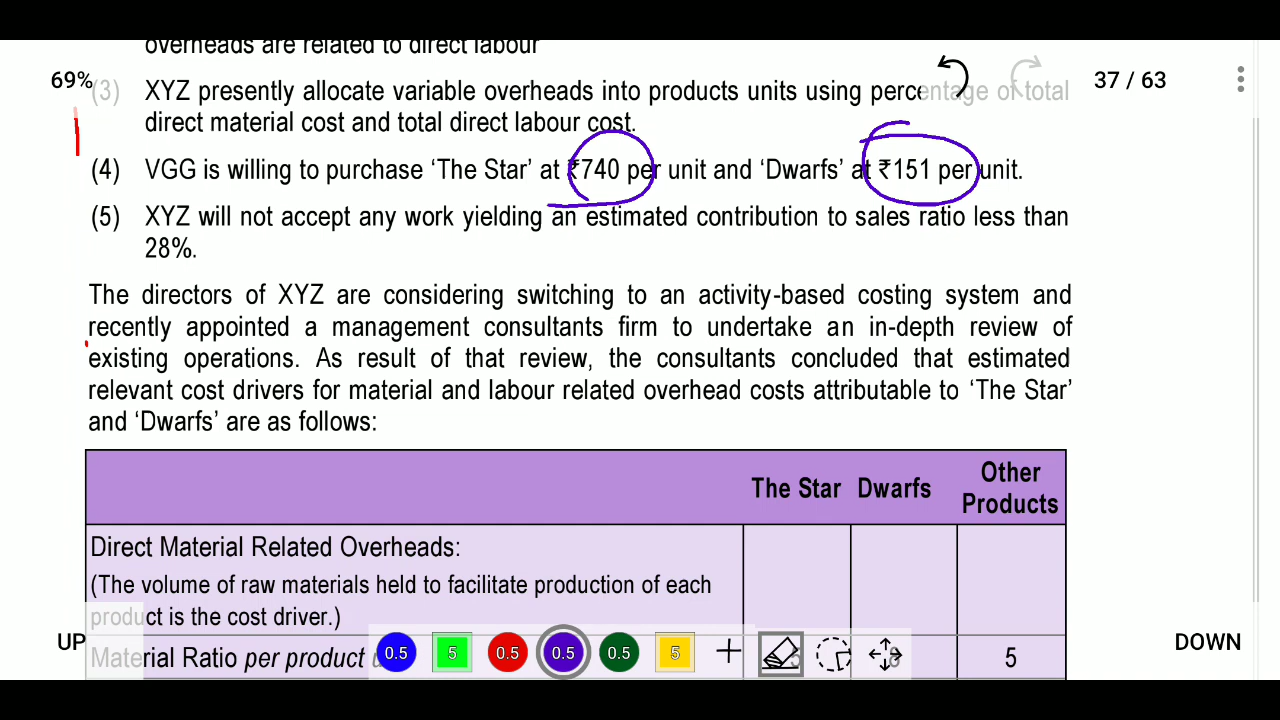 overheads are related to direct labour
69%
37 / 63
(3) XYZ presently allocate variable overheads into products units using percentage of total
direct material cost and total direct labour cost.
(4) VGG is willing to purchase ‘The Star’ at ₹740 per unit and ‘Dwarfs’ at ₹151 per unit.
(5) XYZ will not accept any work yielding an estimated contribution to sales ratio less than
28%.
The directors of XYZ are considering switching to an activity-based costing system and
recently appointed a management consultants firm to undertake an in-depth review of
existing operations. As result of that review, the consultants concluded that estimated
relevant cost drivers for material and labour related overhead costs attributable to ‘The Star’
and ‘Dwarfs’ are as follows:
The Star Dwarfs Other Products
Direct Material Related Overheads:
(The volume of raw materials held to facilitate production of each
product is the cost driver.)
UP
0.5 5 0.5 0.5 0.5 5
DOWN
Material Ratio per product 5